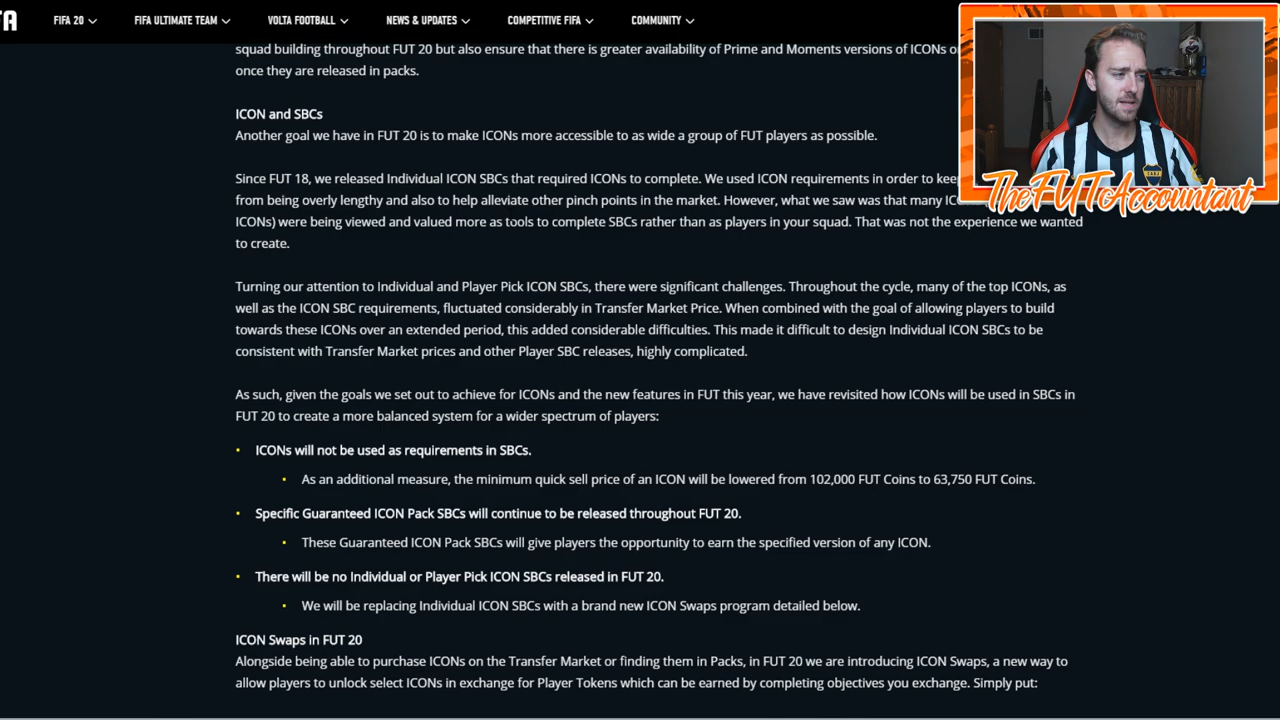 FIFA 20
FIFA ULTIMATE TEAM
VOLTA FOOTBALL
NEWS & UPDATES
COMPETITIVE FIFA
COMMUNITY
squad building throughout FUT 20 but also ensure that there is greater availability of Prime and Moments versions of ICONs
once they are released in packs.
ICON and SBCs
Another goal we have in FUT 20 is to make ICONs more accessible to as wide a group of FUT players as possible.
Since FUT 18, we released Individual ICON SBCs that required ICONs to complete. We used ICON requirements in order to keep
from being overly lengthy and also to help alleviate other pinch points in the market. However, what we saw was that many
ICONs) were being viewed and valued more as tools to complete SBCs rather than as players in your squad. That was not the experience we wanted
to create.
Turning our attention to Individual and Player Pick ICON SBCs, there were significant challenges. Throughout the cycle, many of the top ICONs, as
well as the ICON SBC requirements, fluctuated considerably in Transfer Market Price. When combined with the goal of allowing players to build
towards these ICONs over an extended period, this added considerable difficulties. This made it difficult to design Individual ICON SBCs to be
consistent with Transfer Market prices and other Player SBC releases, highly complicated.
As such, given the goals we set out to achieve for ICONs and the new features in FUT this year, we have revisited how ICONs will be used in SBCs in
FUT 20 to create a more balanced system for a wider spectrum of players:
ICONs will not be used as requirements in SBCs.
As an additional measure, the minimum quick sell price of an ICON will be lowered from 102,000 FUT Coins to 63,750 FUT Coins.
Specific Guaranteed ICON Pack SBCs will continue to be released throughout FUT 20.
These Guaranteed ICON Pack SBCs will give players the opportunity to earn the specified version of any ICON.
There will be no Individual or Player Pick ICON SBCs released in FUT 20.
We will be replacing Individual ICON SBCs with a brand new ICON Swaps program detailed below.
ICON Swaps in FUT 20
Alongside being able to purchase ICONs on the Transfer Market or finding them in Packs, in FUT 20 we are introducing ICON Swaps, a new way to
allow players to unlock select ICONs in exchange for Player Tokens which can be earned by completing objectives you exchange. Simply put:
TheFUTAccountant